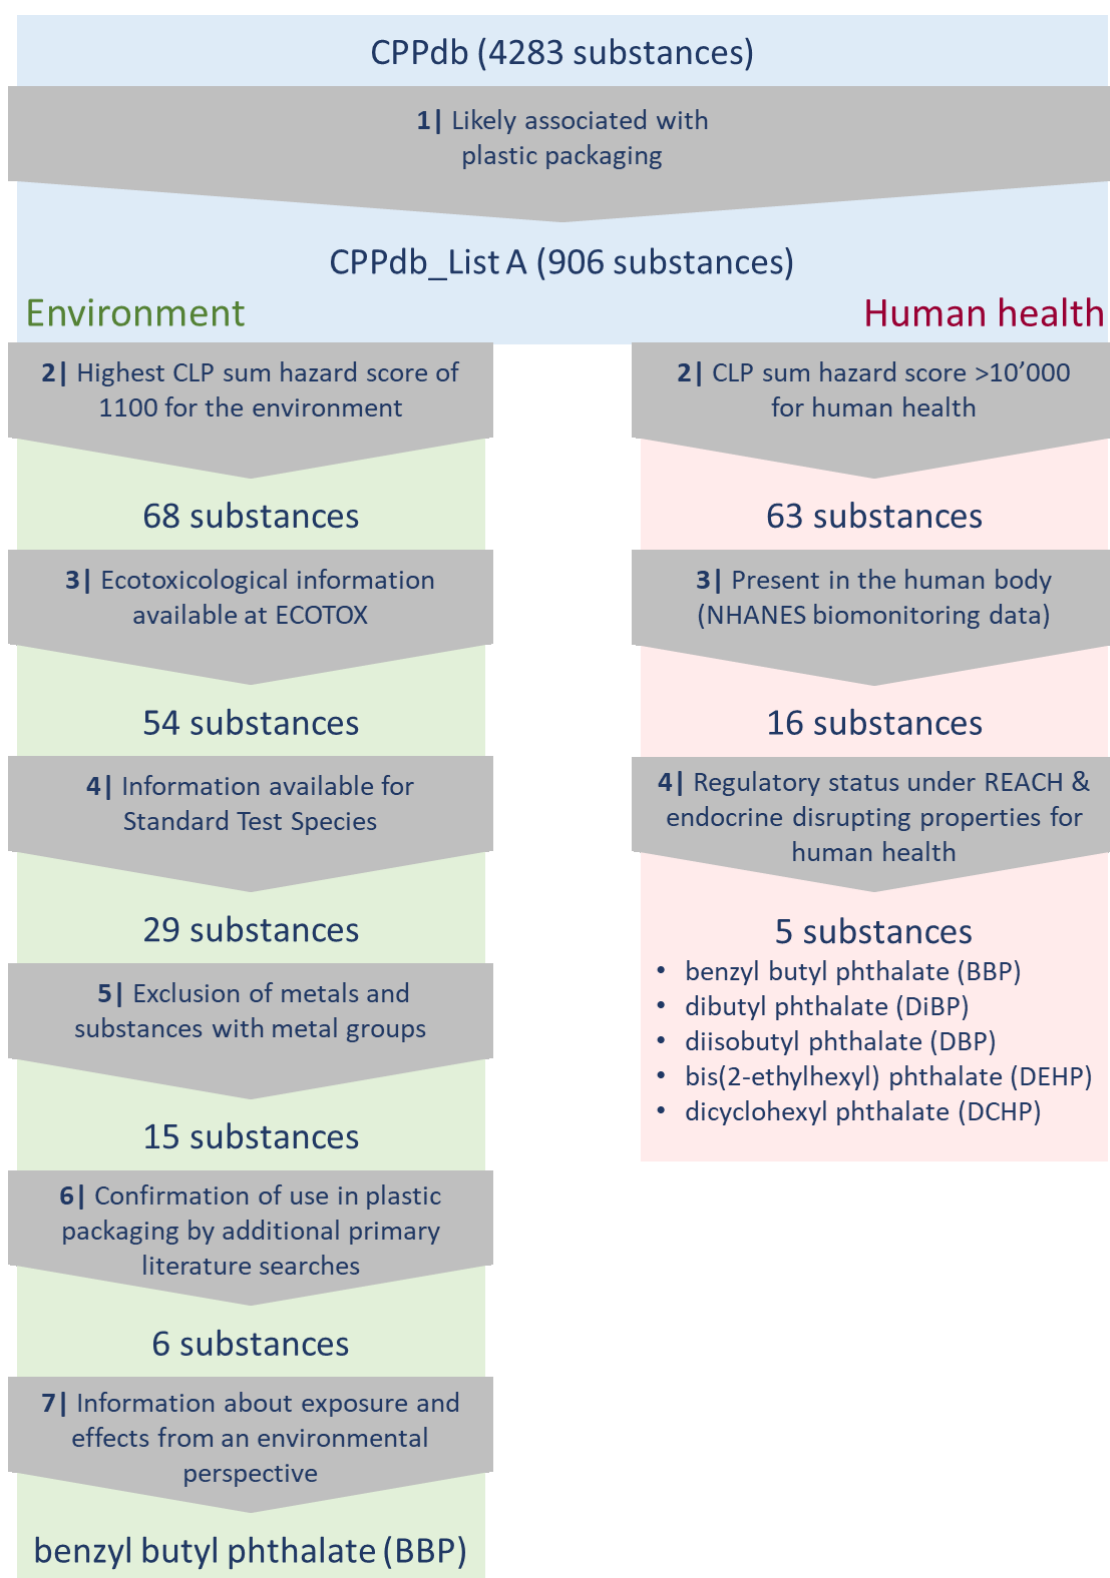 CPPdb (4283 substances)
1| Likely associated with
plastic packaging
CPPdb_List A (906 substances)
Environment
2| Highest CLP sum hazard score of
1100 for the environment
68 substances
3| Ecotoxicological information
available at ECOTOX
54 substances
4| Information available for
Standard Test Species
29 substances
5| Exclusion of metals and
substances with metal groups
15 substances
6| Confirmation of use in plastic
packaging by additional primary
literature searches
6 substances
7| Information about exposure and
effects from an environmental
perspective
benzyl butyl phthalate (BBP)
Human health
2| CLP sum hazard score >10’000
for human health
63 substances
3| Present in the human body
(NHANES biomonitoring data)
16 substances
4| Regulatory status under REACH &
endocrine disrupting properties for
human health
5 substances
• benzyl butyl phthalate (BBP)
• dibutyl phthalate (DiBP)
• diisobutyl phthalate (DBP)
• bis(2-ethylhexyl) phthalate (DEHP)
• dicyclohexyl phthalate (DCHP)